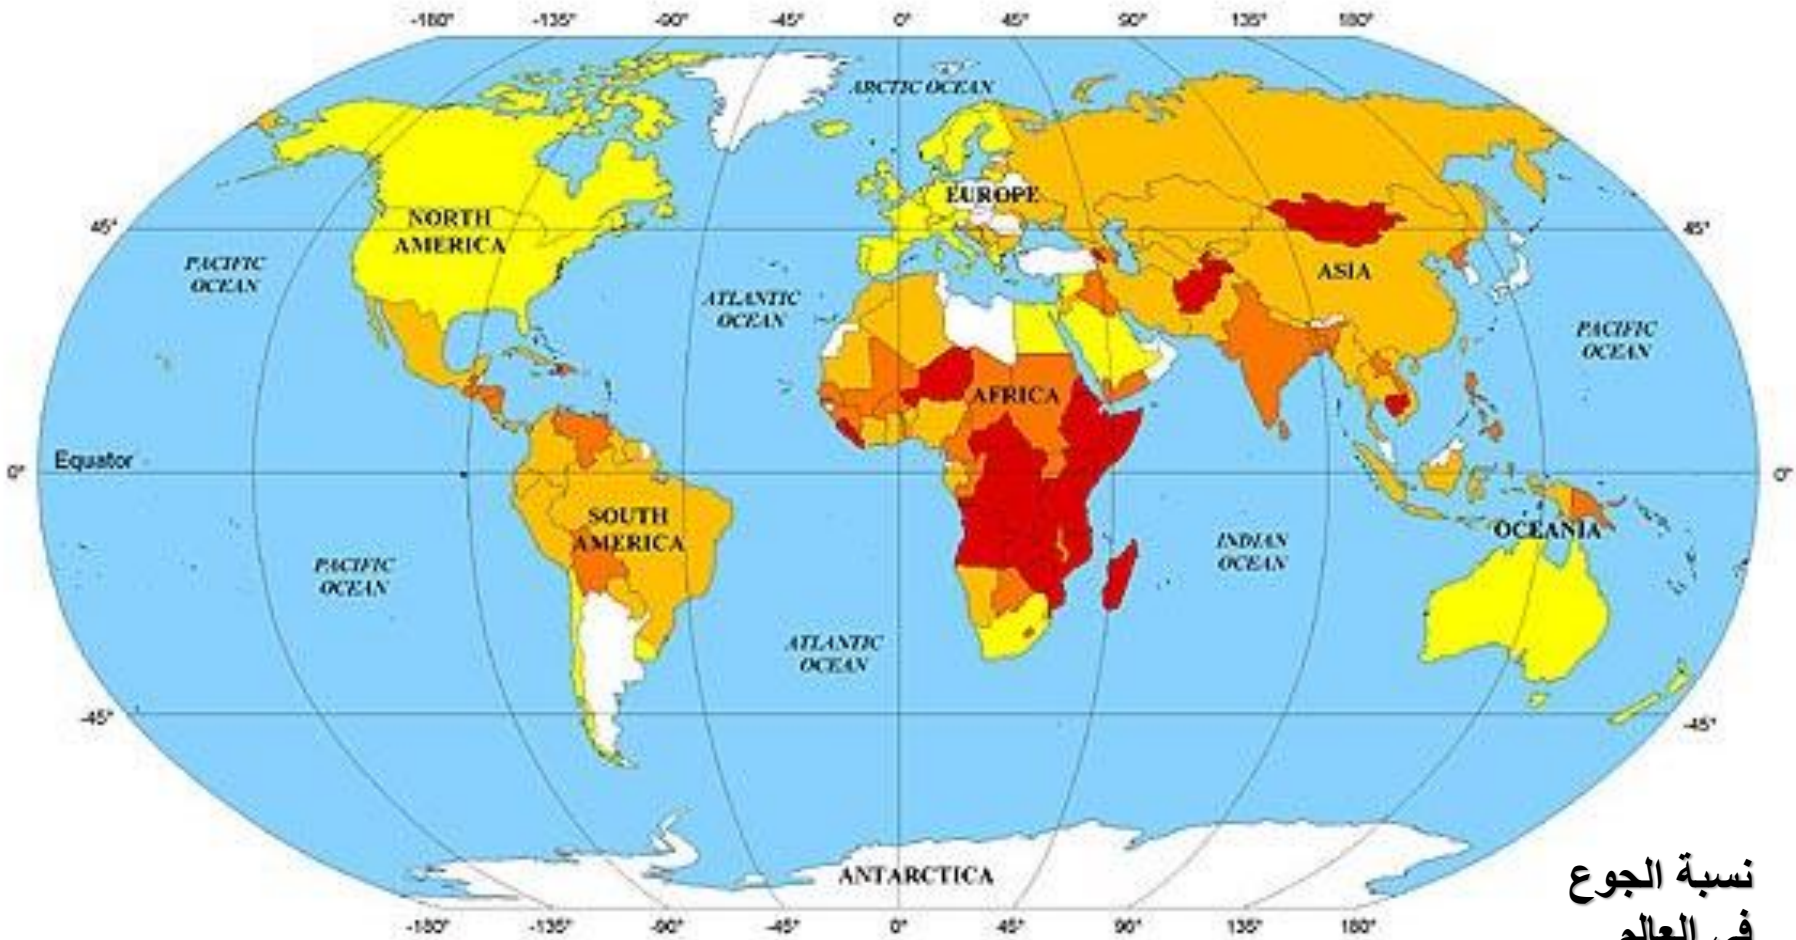 -180° -135° -90° -45° 0° 45° 90° 135° 180°
ARCTIC OCEAN
EUROPE
NORTH
AMERICA
45° 45°
PACIFIC
OCEAN
ASIA
ATLANTIC
OCEAN
PACIFIC
OCEAN
AFRICA
Equator
0° 0°
SOUTH
AMERICA
OCEANIA
INDIAN
OCEAN
PACIFIC
OCEAN
ATLANTIC
OCEAN
-45° -45°
ANTARCTICA
نسبة الجوع
في العالم
-180° -135° -90° -45° 0° 45° 90° 135° 180°